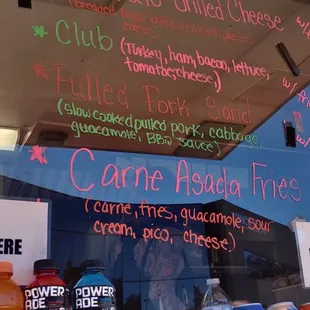 Grilled Cheese
Club (turkey, ham, bacon, lettuce,
tomatoe, cheese,)
w/
Pulled Pork Sand
(slow cooked pulled pork, cabbage,
guacamole, BBQ sauce)
Carne Asada Fries
(carne, fries, guacamole, sour
cream, pico, cheese)
ERE
POWER
ADE
POWER
ADE